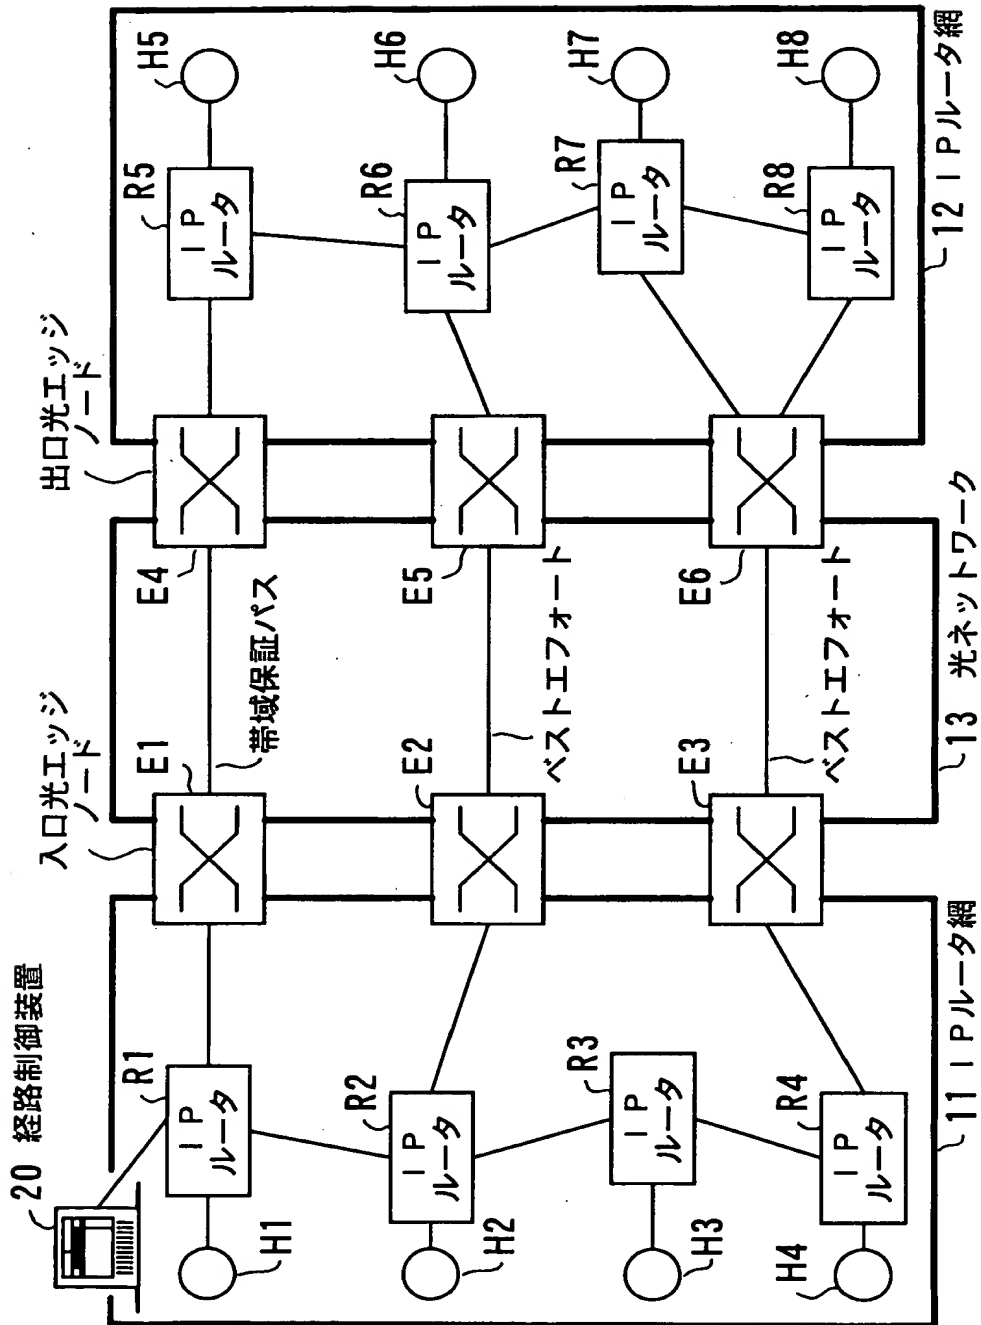 20 経路制御装置
入口光エッジ
ノード
出口光エッジ
ノード
R1
IP
ルータ
H1
E1
帯域保証パス
E4
R5
IP
ルータ
H5
R2
IP
ルータ
H2
E2
ベストエフォート
E5
R6
IP
ルータ
H6
R3
IP
ルータ
H3
R7
IP
ルータ
H7
R4
IP
ルータ
H4
E3
ベストエフォート
E6
R8
IP
ルータ
H8
11 IPルータ網
13 光ネットワーク
12 IPルータ網